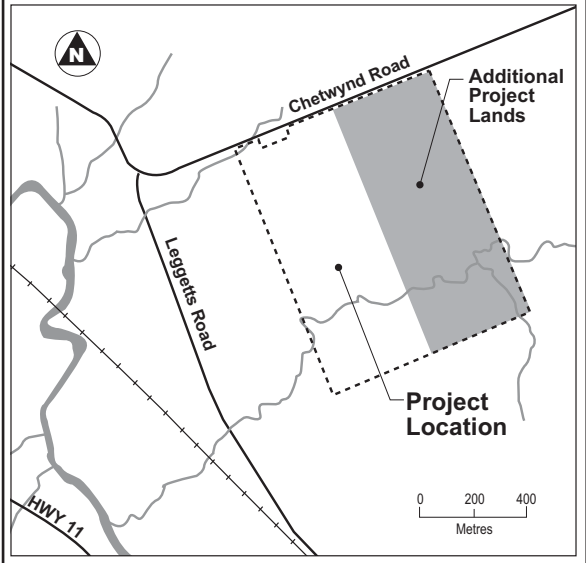 N
Chetwynd Road
Additional
Project
Lands
Leggetts Road
Project
Location
HWY 11
0 200 400
Metres